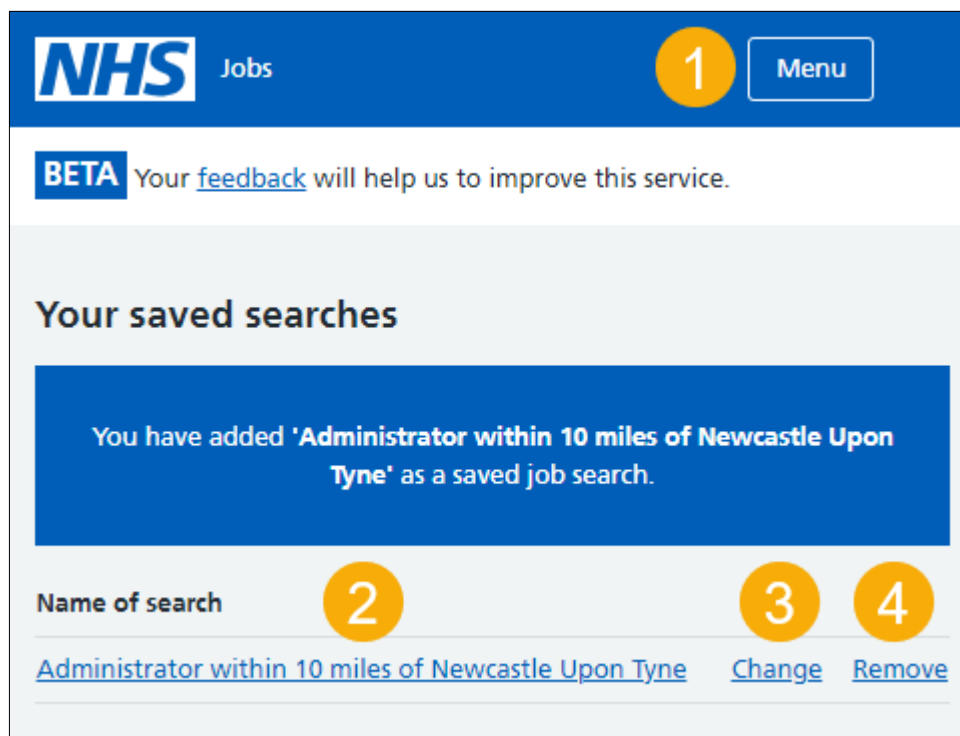 NHS Jobs 1 Menu
BETA Your feedback will help us to improve this service.
Your saved searches
You have added 'Administrator within 10 miles of Newcastle Upon
Tyne' as a saved job search.
Name of search 2 3 4
Administrator within 10 miles of Newcastle Upon Tyne Change Remove